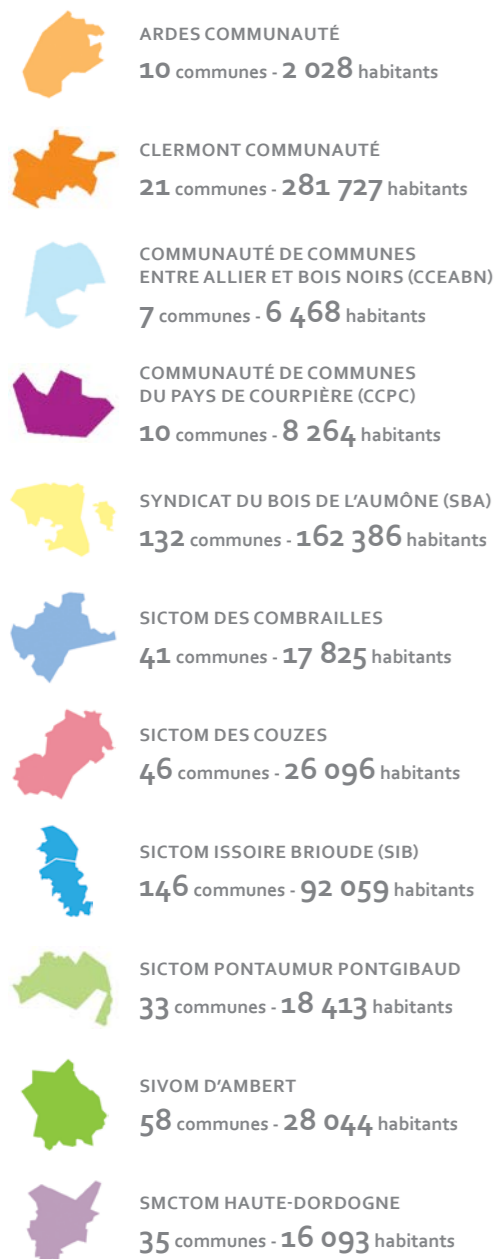 ARDES COMMUNAUTÉ
10 communes - 2 028 habitants
CLERMONT COMMUNAUTÉ
21 communes - 281 727 habitants
COMMUNAUTÉ DE COMMUNES
ENTRE ALLIER ET BOIS NOIRS (CCEABN)
7 communes - 6 468 habitants
COMMUNAUTÉ DE COMMUNES
DU PAYS DE COURPIÈRE (CCPC)
10 communes - 8 264 habitants
SYNDICAT DU BOIS DE L'AUMÔNE (SBA)
132 communes - 162 386 habitants
SICTOM DES COMBRAILLES
41 communes - 17 825 habitants
SICTOM DES COUZES
46 communes - 26 096 habitants
SICTOM ISSOIRE BRIOUDE (SIB)
146 communes - 92 059 habitants
SICTOM PONTAUMUR PONTGIBAUD
33 communes - 18 413 habitants
SIVOM D'AMBERT
58 communes - 28 044 habitants
SMCTOM HAUTE-DORDOGNE
35 communes - 16 093 habitants